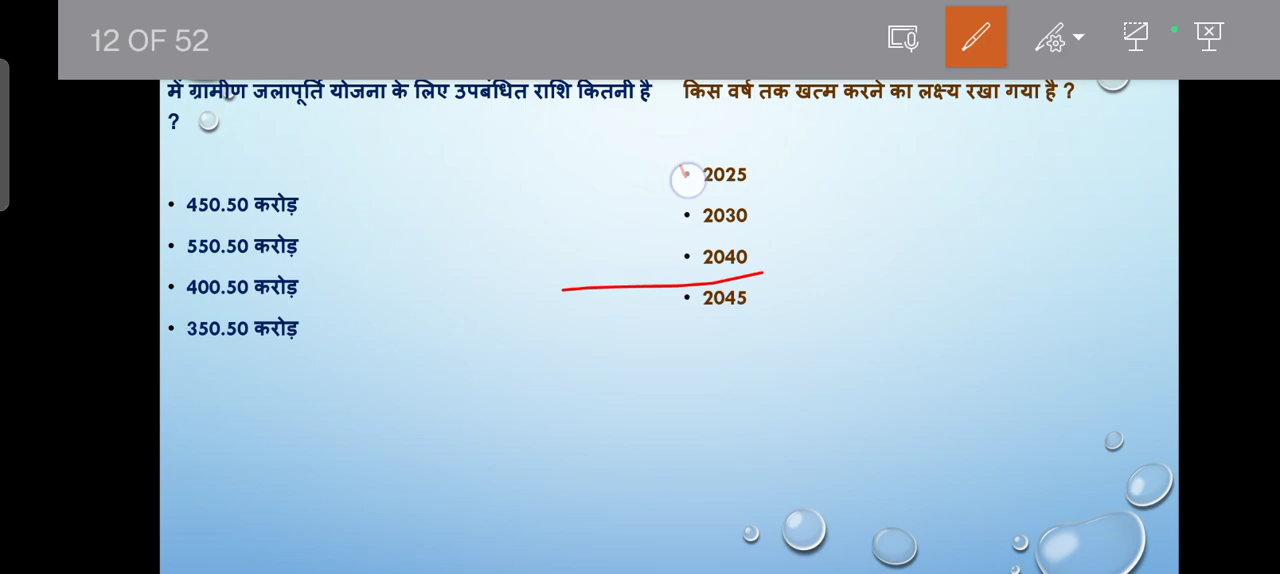 12 OF 52
में ग्रामीण जलापूर्ति योजना के लिए उपबंधित राशि कितनी है
?
• 450.50 करोड़
• 550.50 करोड़
• 400.50 करोड़
• 350.50 करोड़
किस वर्ष तक खत्म करने का लक्ष्य रखा गया है ?
• 2025
• 2030
• 2040
• 2045